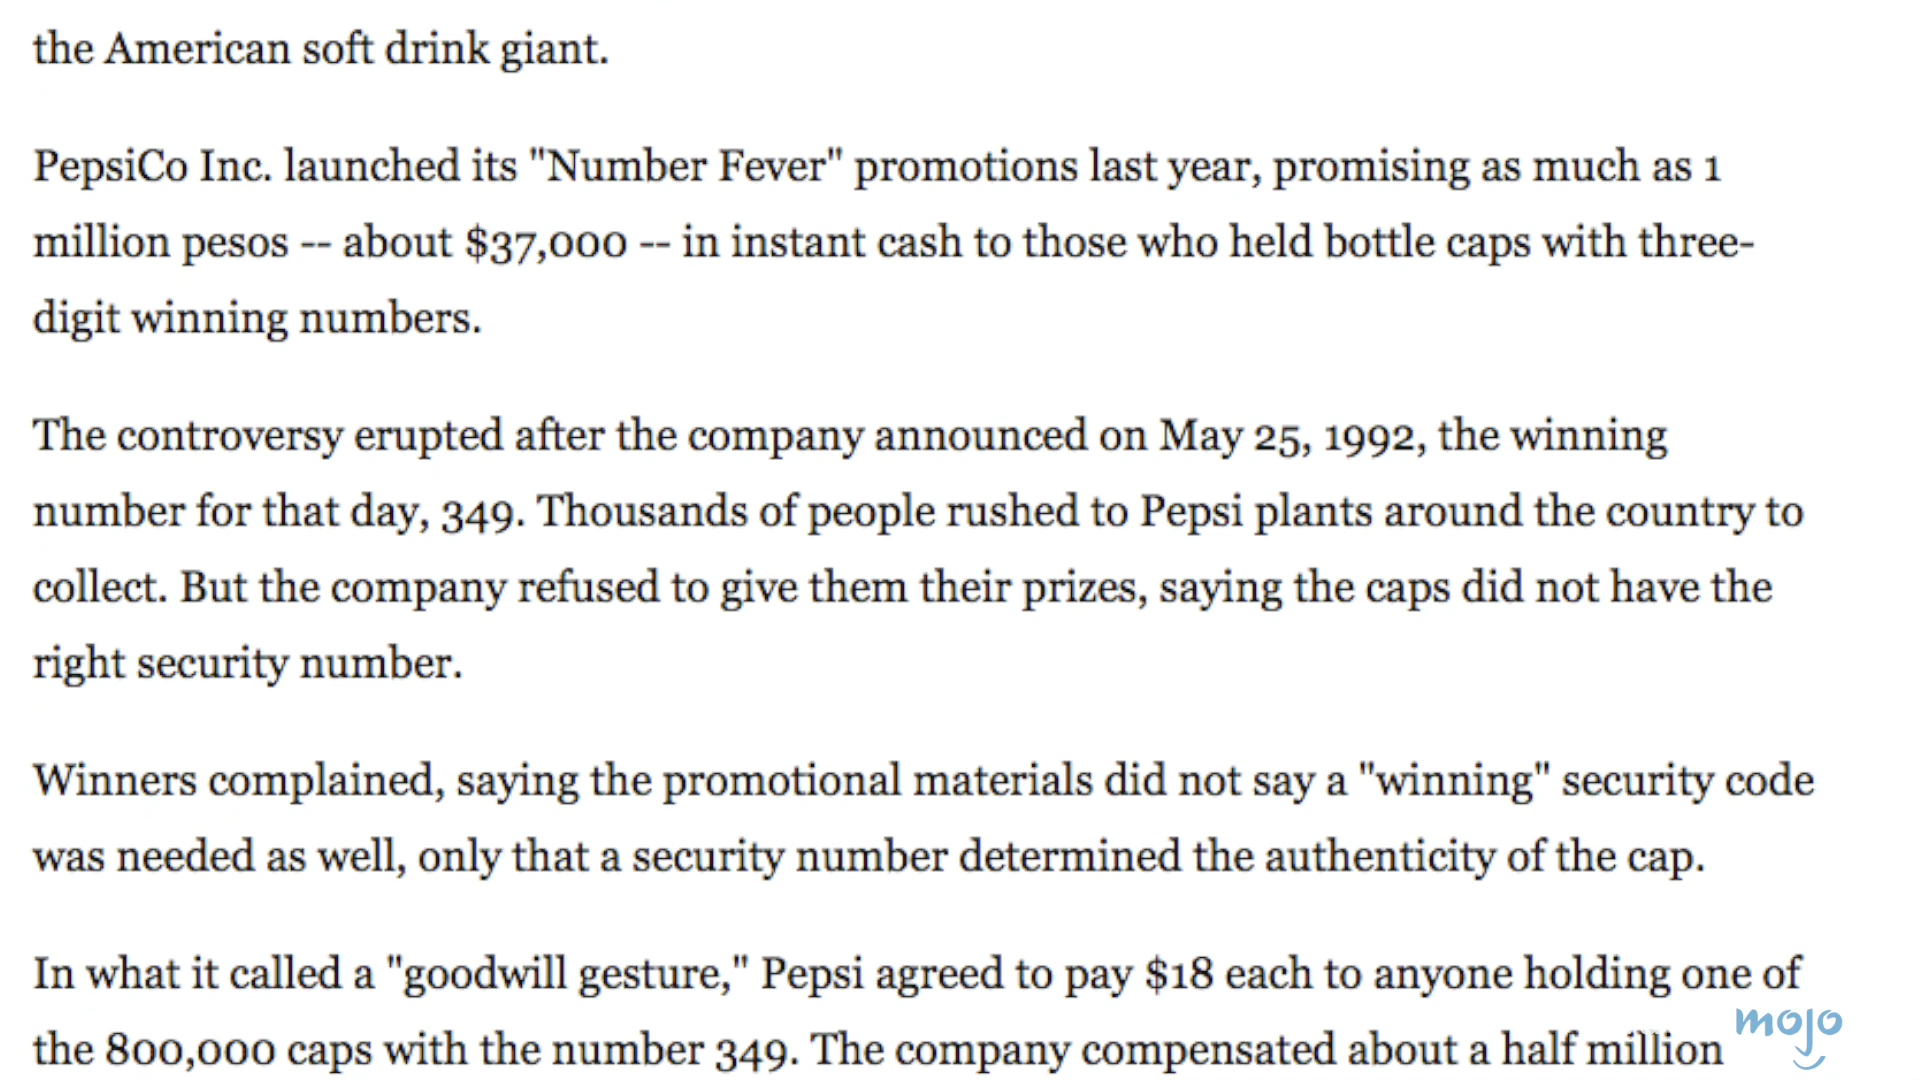 the American soft drink giant.
PepsiCo Inc. launched its "Number Fever" promotions last year, promising as much as 1
million pesos -- about $37,000 -- in instant cash to those who held bottle caps with three-
digit winning numbers.
The controversy erupted after the company announced on May 25, 1992, the winning
number for that day, 349. Thousands of people rushed to Pepsi plants around the country to
collect. But the company refused to give them their prizes, saying the caps did not have the
right security number.
Winners complained, saying the promotional materials did not say a "winning" security code
was needed as well, only that a security number determined the authenticity of the cap.
In what it called a "goodwill gesture," Pepsi agreed to pay $18 each to anyone holding one of
the 800,000 caps with the number 349. The company compensated about a half million
mojo